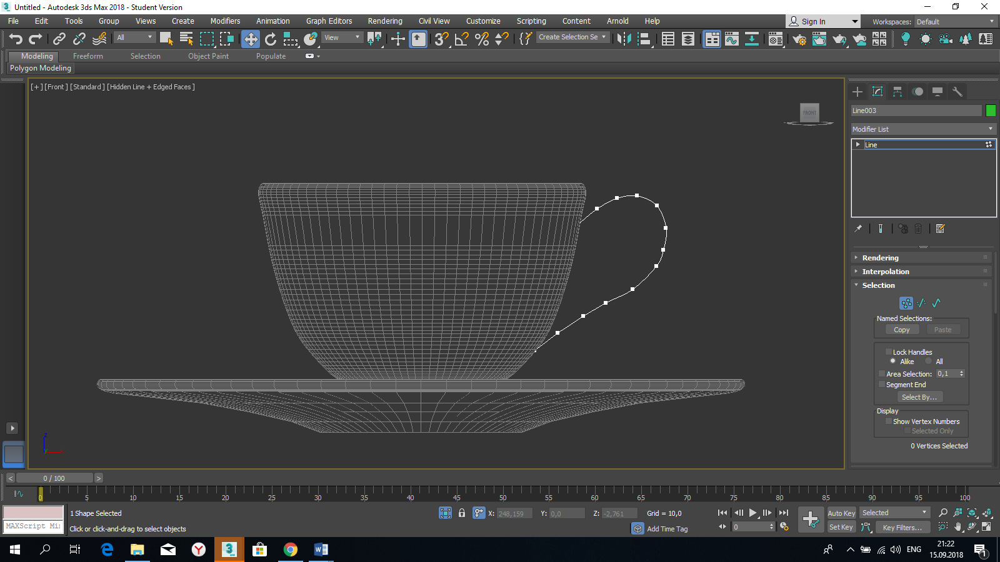 Untitled - Autodesk 3ds Max 2018 - Student Version
File Edit Tools Group Views Create Modifiers Animation Graph Editors Rendering Civil View Customize Scripting Content Arnold Help Sign In Workspaces: Default
All View Create Selection Se
Modeling Freeform Selection Object Paint Populate
Polygon Modeling
[+] [Front] [Standard] [Hidden Line + Edged Faces]
FRONT
Line003
Modifier List
Line
Rendering
Interpolation
Selection
Named Selections:
Copy Paste
Lock Handles
Alike All
Area Selection: 0,1
Segment End
Select By...
Display
Show Vertex Numbers
Selected Only
0 Vertices Selected
z
y
< 0 / 100 >
0 5 10 15 20 25 30 35 40 45 50 55 60 65 70 75 80 85 90 95 100
1 Shape Selected X: 248,159 Y: 0,0 Z: -2,761 Grid = 10,0 Auto Key Selected
MAXScript Mi
Click or click-and-drag to select objects Add Time Tag 0 Set Key Key Filters...
ENG 21:22
15.09.2018
1